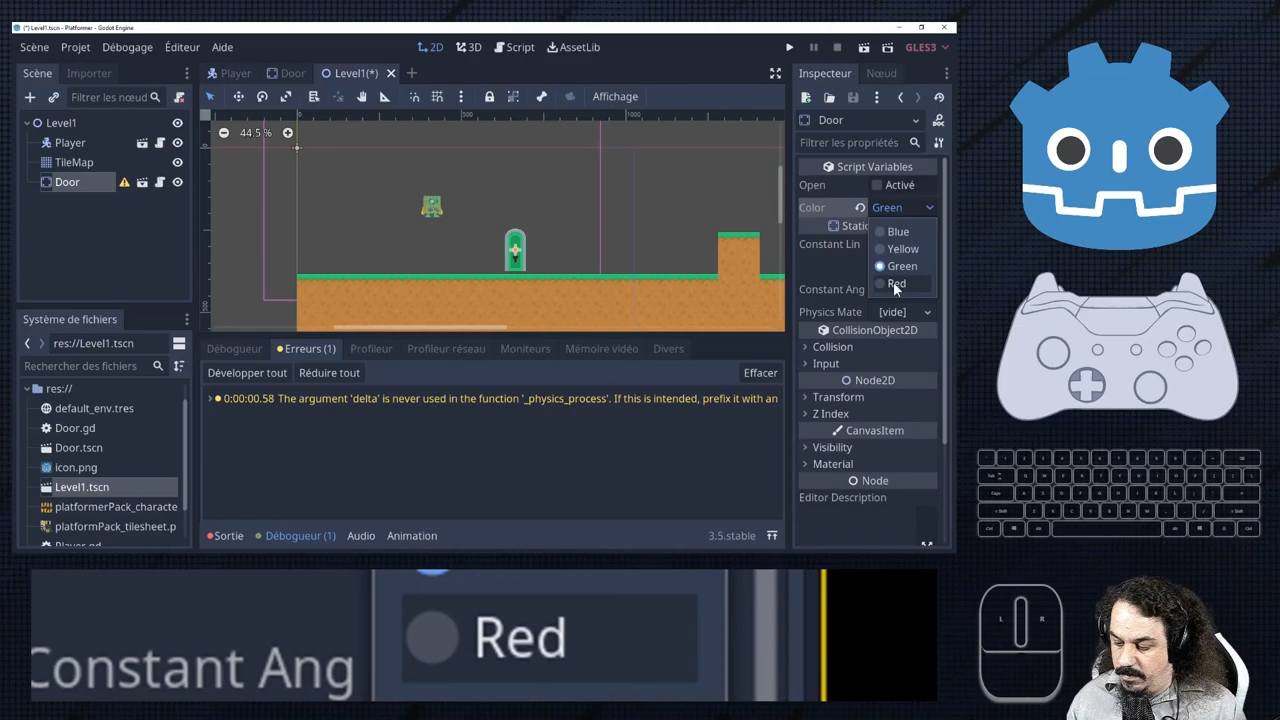 (*) Level1.tscn - Platformer - Godot Engine
Scène Projet Débogage Éditeur Aide
2D 3D Script AssetLib
GLES3
Scène Importer
Filtrer les nœud
Level1
Player
TileMap
Door
Système de fichiers
res://Level1.tscn
Rechercher des fichiers
res://
default_env.tres
Door.gd
Door.tscn
icon.png
Level1.tscn
platformerPack_characte
platformPack_tilesheet.p
Player.gd
Player Door Level1(*)
Affichage
0 500 1000
44.5 %
Débogueur Erreurs (1) Profileur Profileur réseau Moniteurs Mémoire vidéo Divers
Développer tout Réduire tout Effacer
0:00:00.58 The argument 'delta' is never used in the function '_physics_process'. If this is intended, prefix it with an
Sortie Débogueur (1) Audio Animation 3.5.stable
Inspecteur Nœud
Door
Filtrer les propriétés
Script Variables
Open Activé
Color Green
Static
Blue
Yellow
Green
Red
Constant Lin
Constant Ang
Physics Mate [vide]
CollisionObject2D
Collision
Input
Node2D
Transform
Z Index
CanvasItem
Visibility
Material
Node
Editor Description
L R
Constant Ang Red